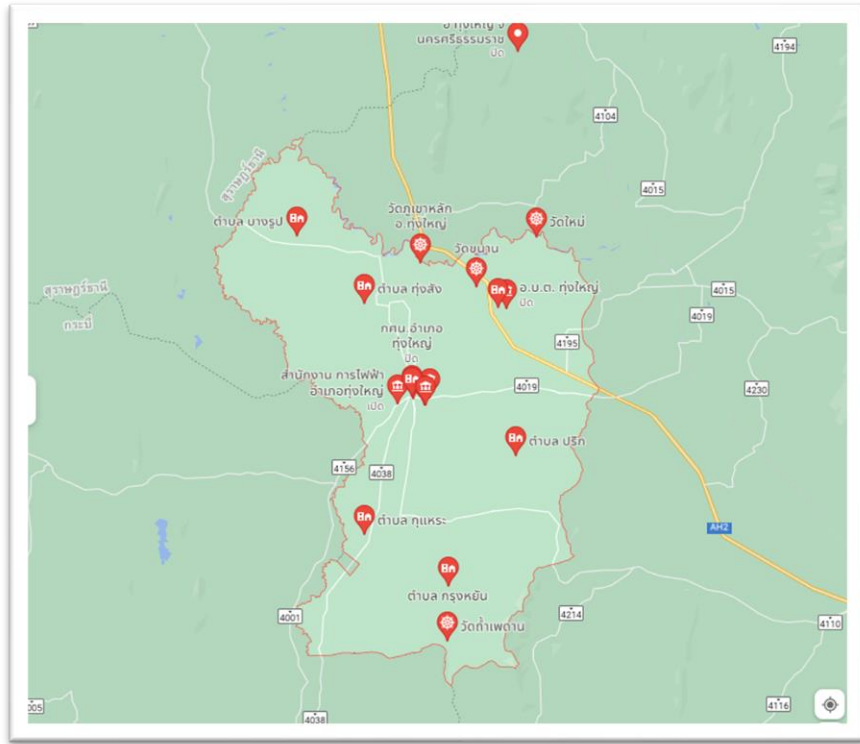 อ.ทุ่งใหญ่ จ
นครศรีธรรมราช
ปิด
4194
4104
4015
สุราษฎร์ธานี
ตำบล บางรูป
วัดภูเขาหลัก
อ.ทุ่งใหญ่
วัดใหม่
วัดขนาน
ตำบล ทุ่งสัง
อ.บ.ต. ทุ่งใหญ่
ปิด
สุราษฎร์ธานี
กระบี่
4015
4019
กศน.อำเภอ
ทุ่งใหญ่
ปิด
4195
สำนักงาน การไฟฟ้า
อำเภอทุ่งใหญ่
เปิด
4019
4230
ตำบล ปริก
4156
4038
ตำบล กุแหระ
AH2
ตำบล กรุงหยัน
วัดถ้ำเพดาน
4001
4214
4110
4005
4038
4116